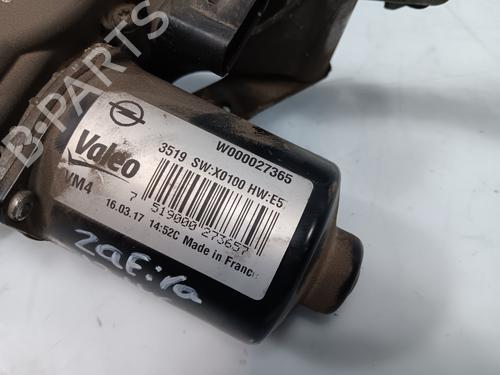 B-PARTS
W000027365
Valeo
3519 SW:X0100 HW:E5
VM4
7 519000 273657
16.03.17 14:52C Made in France
zaFira